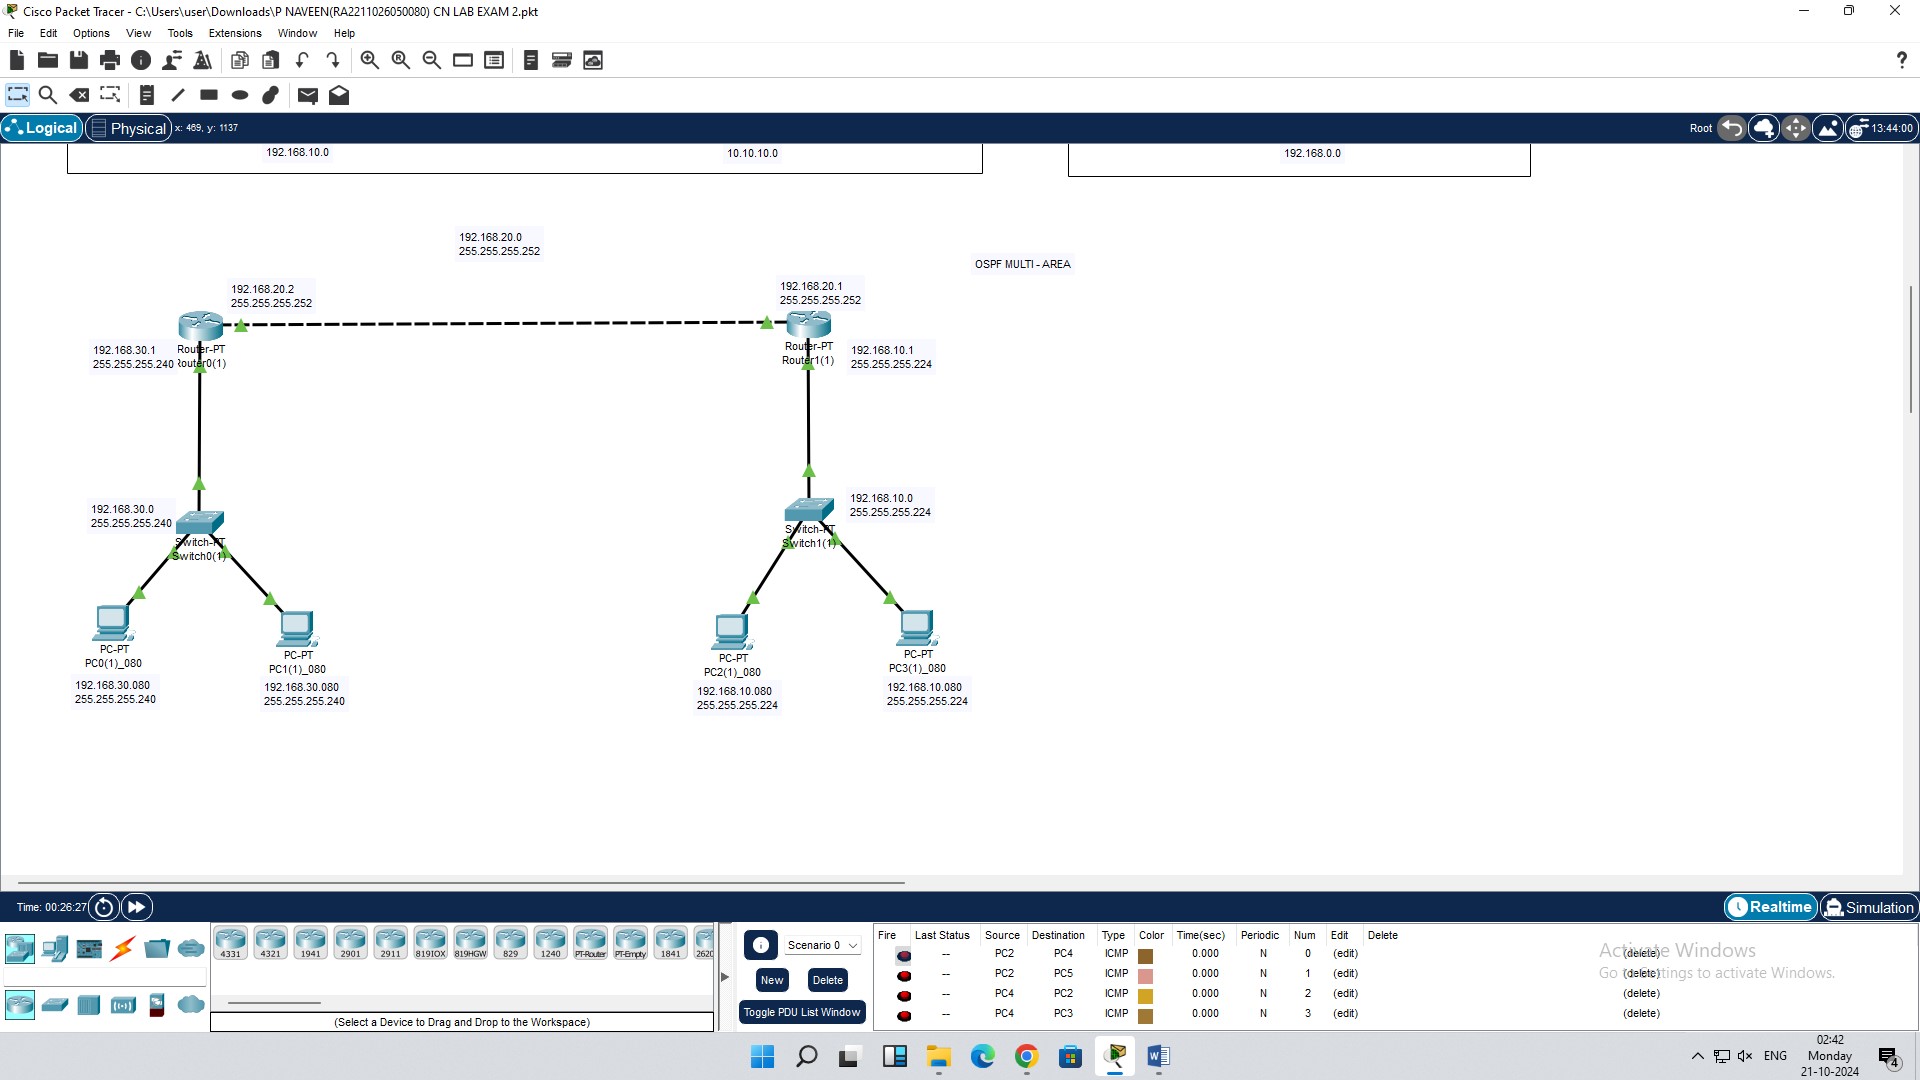 Cisco Packet Tracer - C:\Users\user\Downloads\P NAVEEN(RA2211026050080) CN LAB EXAM 2.pkt
File Edit Options View Tools Extensions Window Help
?
Logical Physical x: 469, y: 1137 Root 13:44:00
192.168.10.0 10.10.10.0 192.168.0.0
192.168.20.0
255.255.255.252
OSPF MULTI - AREA
192.168.20.2
255.255.255.252
192.168.20.1
255.255.255.252
192.168.30.1
255.255.255.240
Router-PT
Router0(1)
Router-PT
Router1(1)
192.168.10.1
255.255.255.224
192.168.30.0
255.255.255.240
Switch-PT
Switch0(1)
Switch-PT
Switch1(1)
192.168.10.0
255.255.255.224
PC-PT
PC0(1)_080
192.168.30.080
255.255.255.240
PC-PT
PC1(1)_080
192.168.30.080
255.255.255.240
PC-PT
PC2(1)_080
192.168.10.080
255.255.255.224
PC-PT
PC3(1)_080
192.168.10.080
255.255.255.224
Time: 00:26:27 Realtime Simulation
4331 4321 1941 2901 2911 819IOX 819HGW 829 1240 PT-Router PT-Empty 1841 2620
(Select a Device to Drag and Drop to the Workspace)
Scenario 0
New Delete
Toggle PDU List Window
Fire Last Status Source Destination Type Color Time(sec) Periodic Num Edit Delete
-- PC2 PC4 ICMP 0.000 N 0 (edit) (delete)
-- PC2 PC5 ICMP 0.000 N 1 (edit) (delete)
-- PC4 PC2 ICMP 0.000 N 2 (edit) (delete)
-- PC4 PC3 ICMP 0.000 N 3 (edit) (delete)
Activate Windows
Go to Settings to activate Windows.
ENG
02:42
Monday
21-10-2024
4